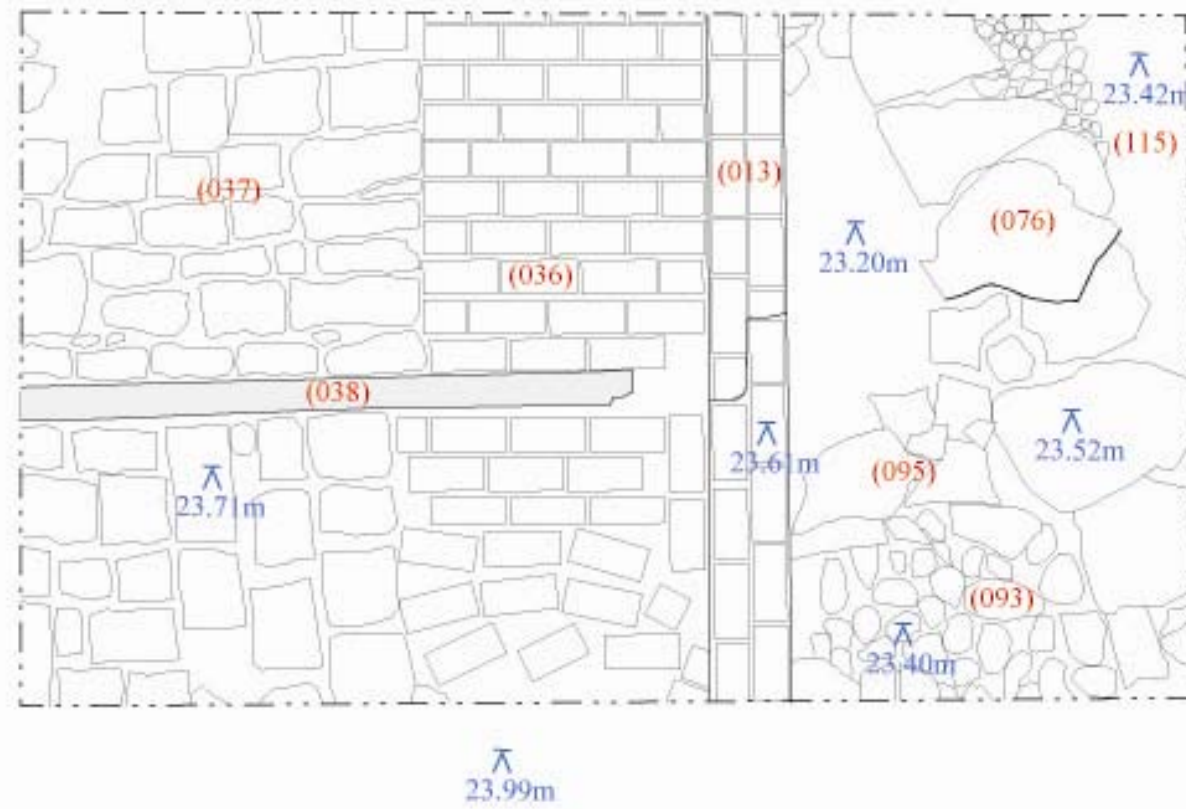 23.42m
(115)
(013)
(037)
(076)
23.20m
(036)
(038)
23.52m
23.61m
(095)
23.71m
(093)
23.40m
23.99m